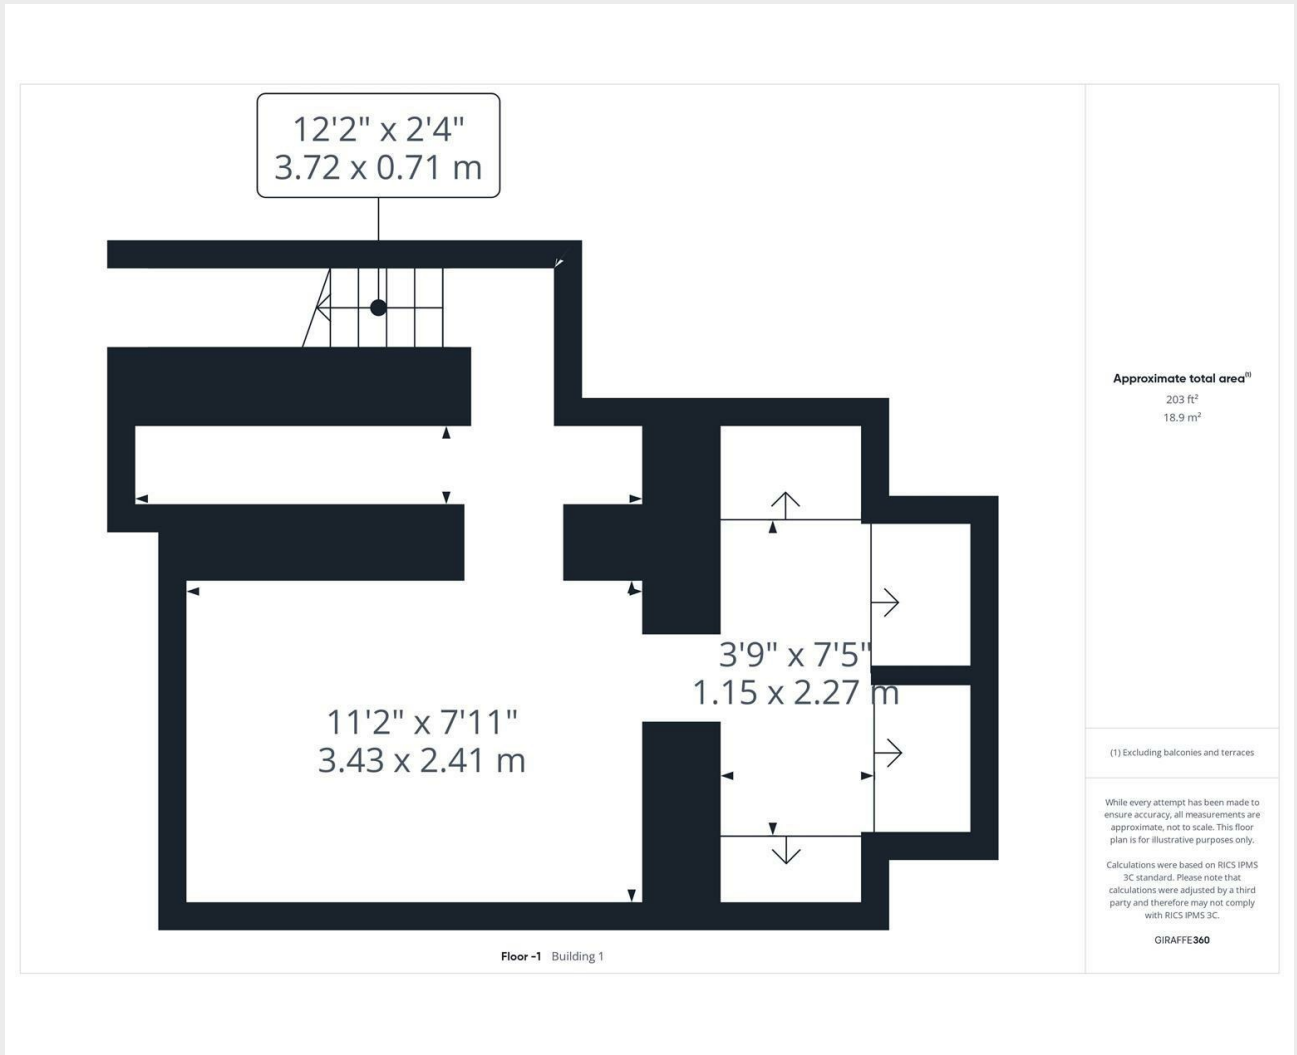 12'2" x 2'4"
3.72 x 0.71 m
3'9" x 7'5"
1.15 x 2.27 m
11'2" x 7'11"
3.43 x 2.41 m
Floor -1 Building 1
Approximate total area(1)
203 ft²
18.9 m²
(1) Excluding balconies and terraces
While every attempt has been made to
ensure accuracy, all measurements are
approximate, not to scale. This floor
plan is for illustrative purposes only.
Calculations were based on RICS IPMS
3C standard. Please note that
calculations were adjusted by a third
party and therefore may not comply
with RICS IPMS 3C.
GIRAFFE360